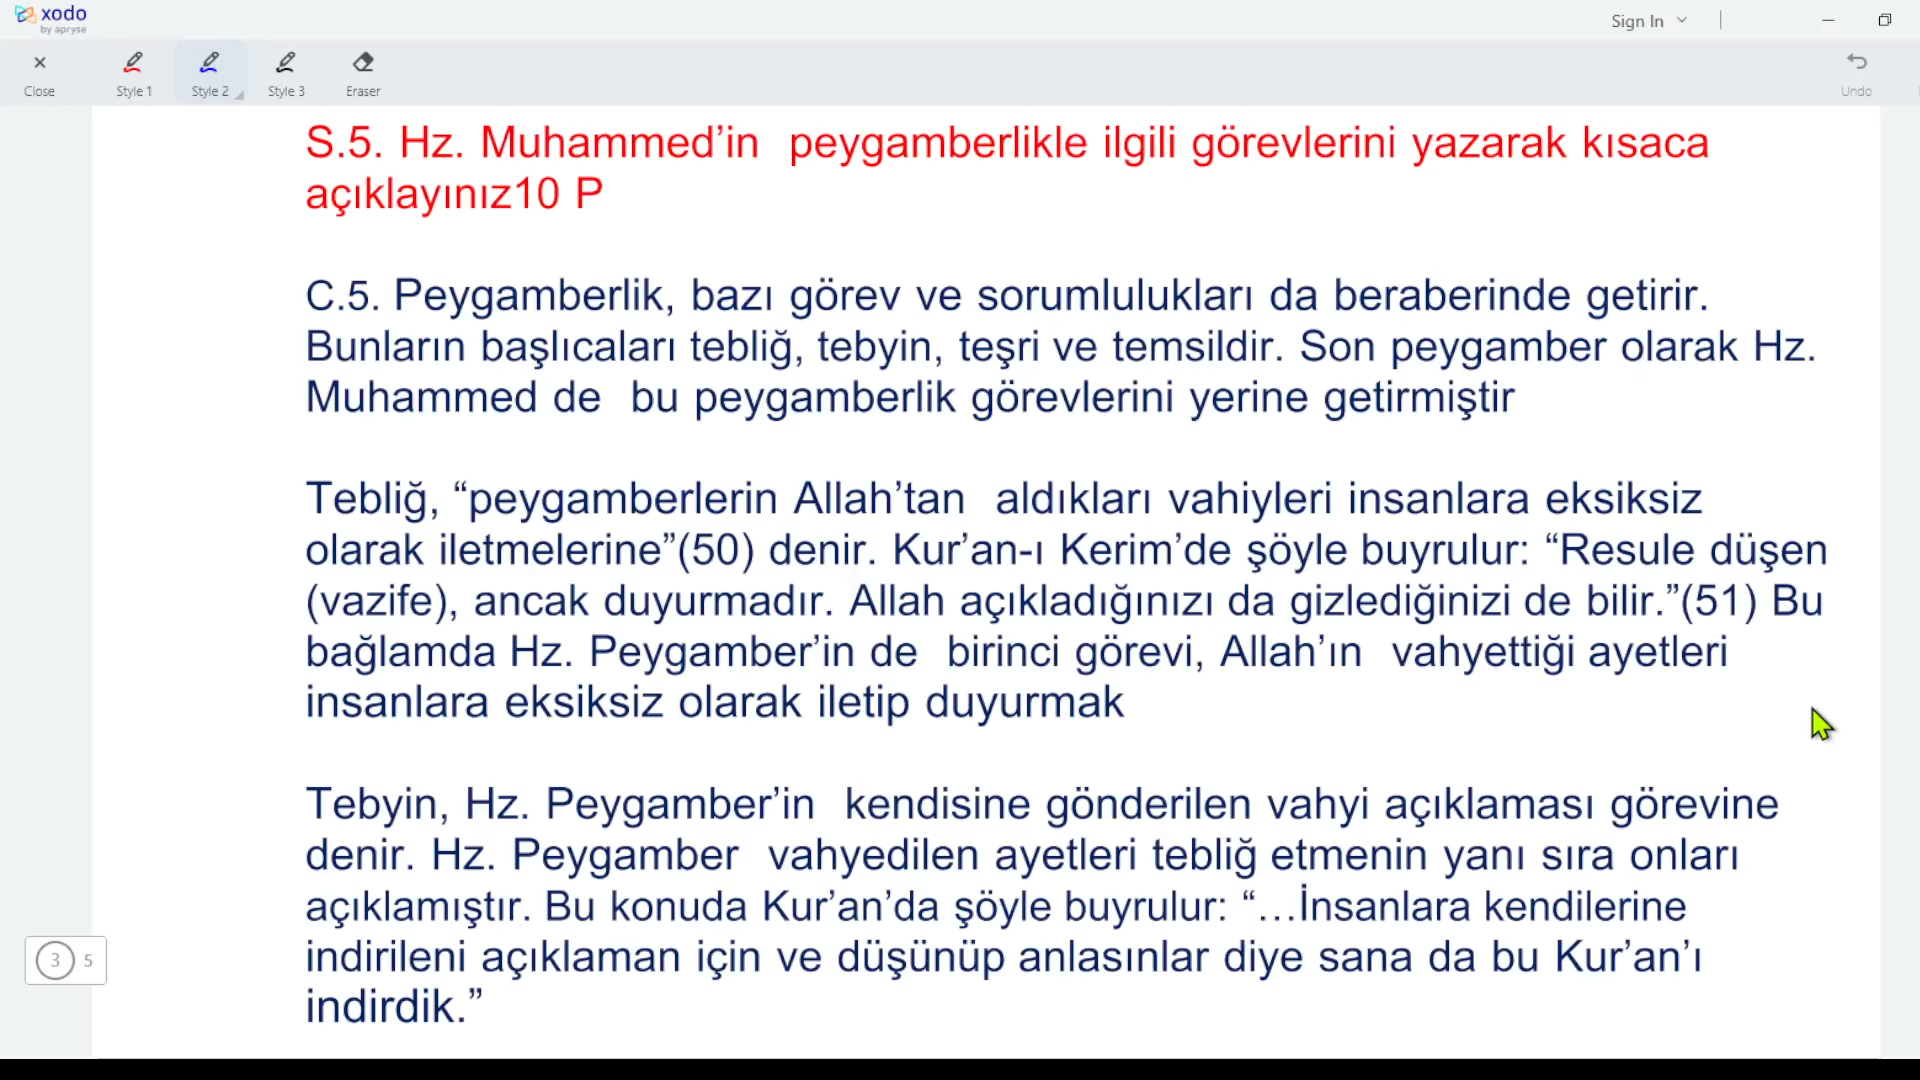 xodo
by apryse
Sign In
Close
Style 1
Style 2
Style 3
Eraser
Undo
S.5. Hz. Muhammed’in peygamberlikle ilgili görevlerini yazarak kısaca
açıklayınız10 P
C.5. Peygamberlik, bazı görev ve sorumlulukları da beraberinde getirir.
Bunların başlıcaları tebliğ, tebyin, teşri ve temsildir. Son peygamber olarak Hz.
Muhammed de bu peygamberlik görevlerini yerine getirmiştir
Tebliğ, “peygamberlerin Allah’tan aldıkları vahiyleri insanlara eksiksiz
olarak iletmelerine”(50) denir. Kur’an-ı Kerim’de şöyle buyrulur: “Resule düşen
(vazife), ancak duyurmadır. Allah açıkladığınızı da gizlediğinizi de bilir.”(51) Bu
bağlamda Hz. Peygamber’in de birinci görevi, Allah’ın vahyettiği ayetleri
insanlara eksiksiz olarak iletip duyurmak
Tebyin, Hz. Peygamber’in kendisine gönderilen vahyi açıklaması görevine
denir. Hz. Peygamber vahyedilen ayetleri tebliğ etmenin yanı sıra onları
açıklamıştır. Bu konuda Kur’an’da şöyle buyrulur: “…İnsanlara kendilerine
indirileni açıklaman için ve düşünüp anlasınlar diye sana da bu Kur’an’ı
indirdik.”
3 5